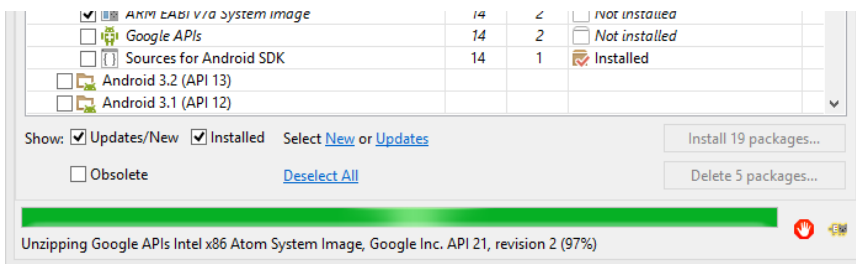 ARM EABI v7a System Image 14 2 Not installed
Google APIs 14 2 Not installed
Sources for Android SDK 14 1 Installed
Android 3.2 (API 13)
Android 3.1 (API 12)
Show: Updates/New Installed Select New or Updates Install 19 packages...
Obsolete Deselect All Delete 5 packages...
Unzipping Google APIs Intel x86 Atom System Image, Google Inc. API 21, revision 2 (97%)